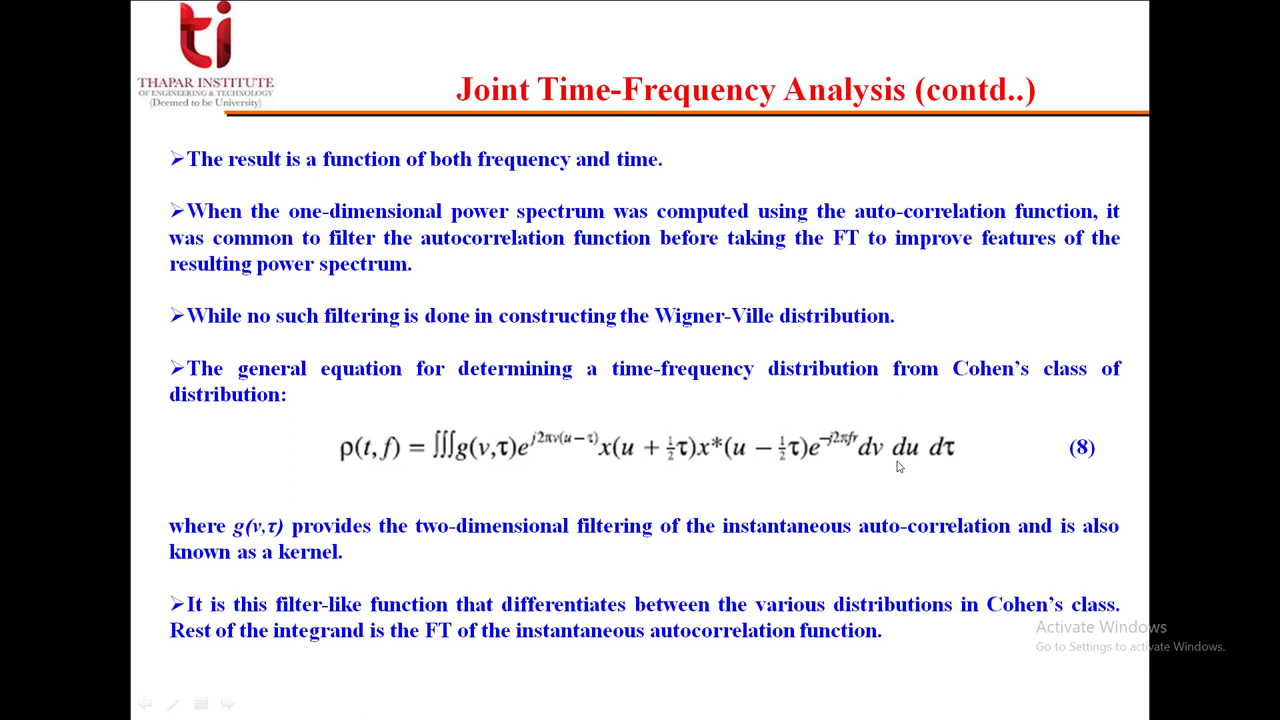 ti
THAPAR INSTITUTE
OF ENGINEERING & TECHNOLOGY
(Deemed to be University)
Joint Time-Frequency Analysis (contd..)
➢The result is a function of both frequency and time.
➢When the one-dimensional power spectrum was computed using the auto-correlation function, it
was common to filter the autocorrelation function before taking the FT to improve features of the
resulting power spectrum.
➢While no such filtering is done in constructing the Wigner-Ville distribution.
➢The general equation for determining a time-frequency distribution from Cohen’s class of
distribution:
ρ(t,f) = ∫∫∫g(v,τ)e^{j2πv(u−τ)}x(u + ½τ)x*(u − ½τ)e^{−j2πfr}dv du dτ (8)
where g(v,τ) provides the two-dimensional filtering of the instantaneous auto-correlation and is also
known as a kernel.
➢It is this filter-like function that differentiates between the various distributions in Cohen’s class.
Rest of the integrand is the FT of the instantaneous autocorrelation function.
Activate Windows
Go to Settings to activate Windows.